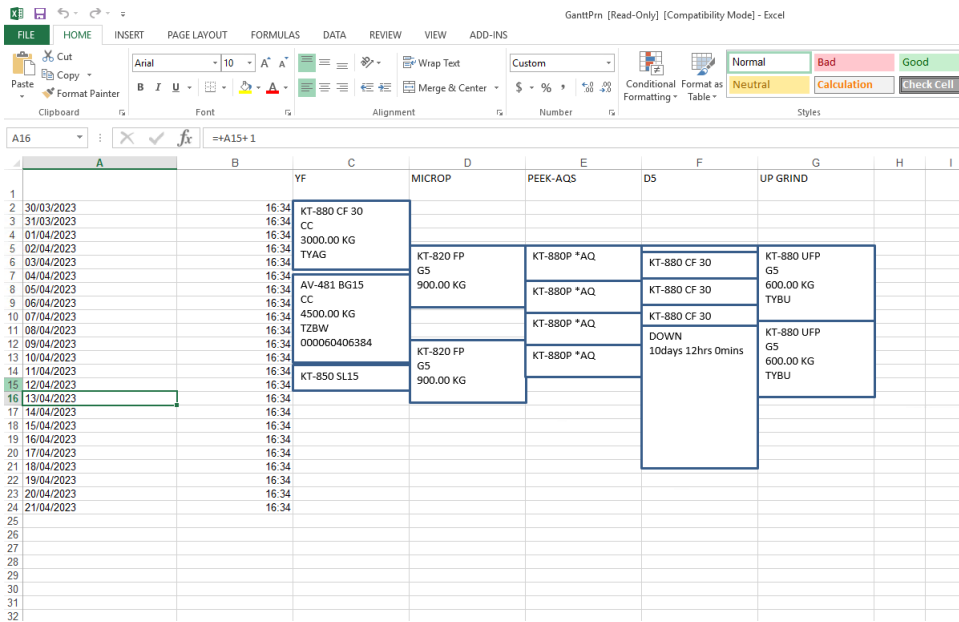 GanttPrn [Read-Only] [Compatibility Mode] - Excel
FILE HOME INSERT PAGE LAYOUT FORMULAS DATA REVIEW VIEW ADD-INS
Cut
Copy
Format Painter
Paste
Clipboard
Arial 10 A A
B I U A
Font
Wrap Text
Merge & Center
Alignment
Custom
$ % ,
Number
Conditional Formatting
Format as Table
Normal Bad Good
Neutral Calculation Check Cell
Styles
A16 fx =+A15+1
A B C D E F G H I
1 YF MICROP PEEK-AQS D5 UP GRIND
2 30/03/2023 16:34
3 31/03/2023 16:34
4 01/04/2023 16:34
5 02/04/2023 16:34
6 03/04/2023 16:34
7 04/04/2023 16:34
8 05/04/2023 16:34
9 06/04/2023 16:34
10 07/04/2023 16:34
11 08/04/2023 16:34
12 09/04/2023 16:34
13 10/04/2023 16:34
14 11/04/2023 16:34
15 12/04/2023 16:34
16 13/04/2023 16:34
17 14/04/2023 16:34
18 15/04/2023 16:34
19 16/04/2023 16:34
20 17/04/2023 16:34
21 18/04/2023 16:34
22 19/04/2023 16:34
23 20/04/2023 16:34
24 21/04/2023 16:34
25
26
27
28
29
30
31
32
KT-880 CF 30
CC
3000.00 KG
TYAG
AV-481 BG15
CC
4500.00 KG
TZBW
000060406384
KT-850 SL15
KT-820 FP
G5
900.00 KG
KT-820 FP
G5
900.00 KG
KT-880P *AQ
KT-880P *AQ
KT-880P *AQ
KT-880P *AQ
KT-880 CF 30
KT-880 CF 30
KT-880 CF 30
DOWN
10days 12hrs 0mins
KT-880 UFP
G5
600.00 KG
TYBU
KT-880 UFP
G5
600.00 KG
TYBU